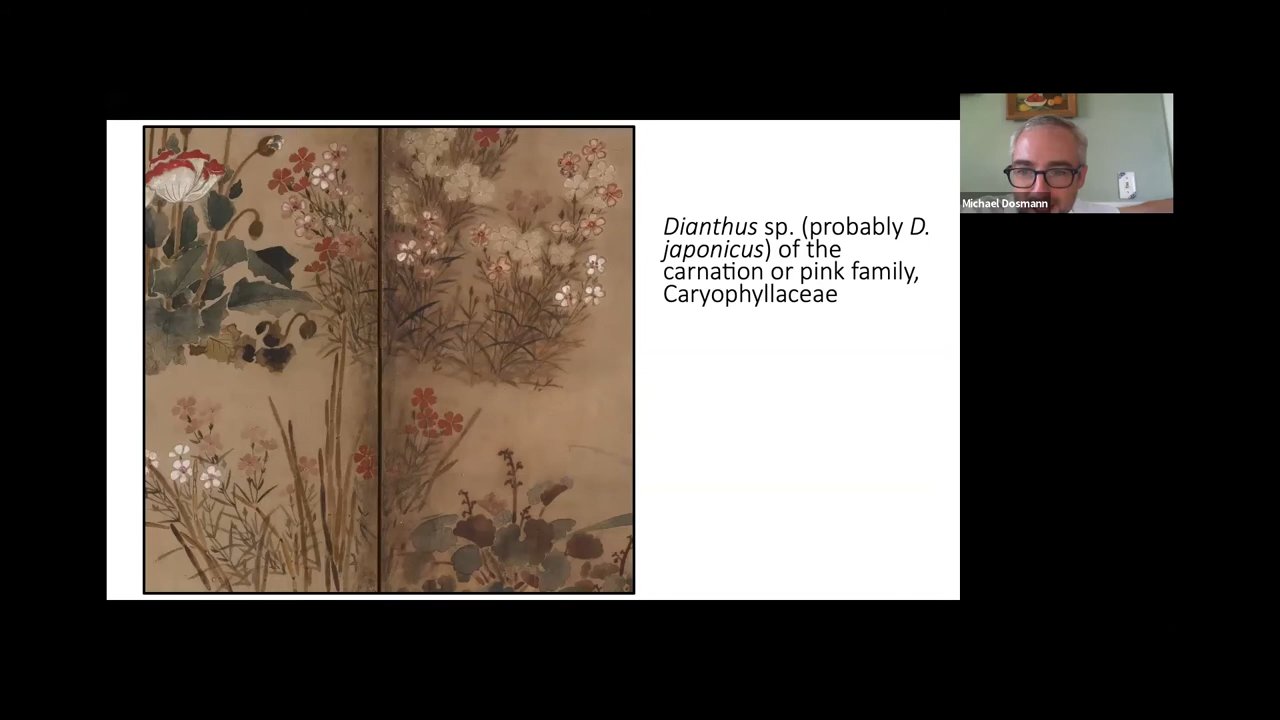 Dianthus sp. (probably D.
japonicus) of the
carnation or pink family,
Caryophyllaceae
Michael Dosmann